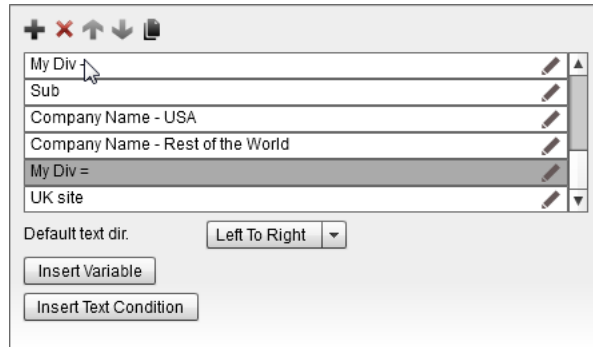 My Div -
Sub
Company Name - USA
Company Name - Rest of the World
My Div =
UK site
Default text dir.
Left To Right
Insert Variable
Insert Text Condition